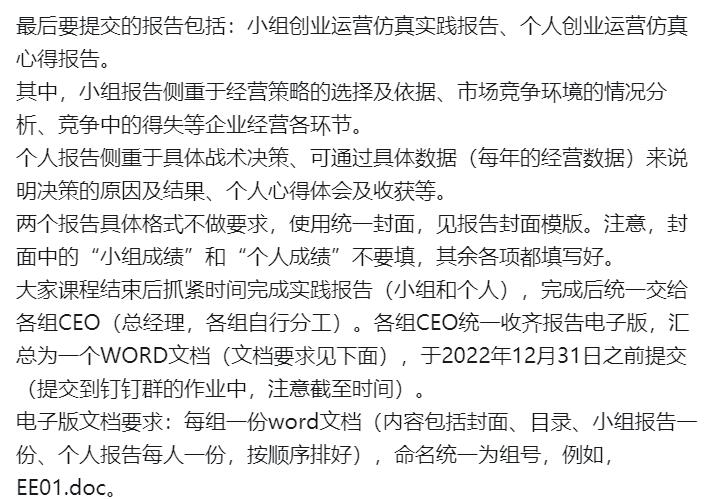 最后要提交的报告包括：小组创业运营仿真实践报告、个人创业运营仿真
心得报告。
其中，小组报告侧重于经营策略的选择及依据、市场竞争环境的情况分
析、竞争中的得失等企业经营各环节。
个人报告侧重于具体战术决策、可通过具体数据（每年的经营数据）来说
明决策的原因及结果、个人心得体会及收获等。
两个报告具体格式不做要求，使用统一封面，见报告封面模版。注意，封
面中的“小组成绩”和“个人成绩”不要填，其余各项都填写好。
大家课程结束后抓紧时间完成实践报告（小组和个人），完成后统一交给
各组CEO（总经理，各组自行分工）。各组CEO统一收齐报告电子版，汇
总为一个WORD文档（文档要求见下面），于2022年12月31日之前提交
（提交到钉钉群的作业中，注意截至时间）。
电子版文档要求：每组一份word文档（内容包括封面、目录、小组报告一
份、个人报告每人一份，按顺序排好），命名统一为组号，例如，
EE01.doc。